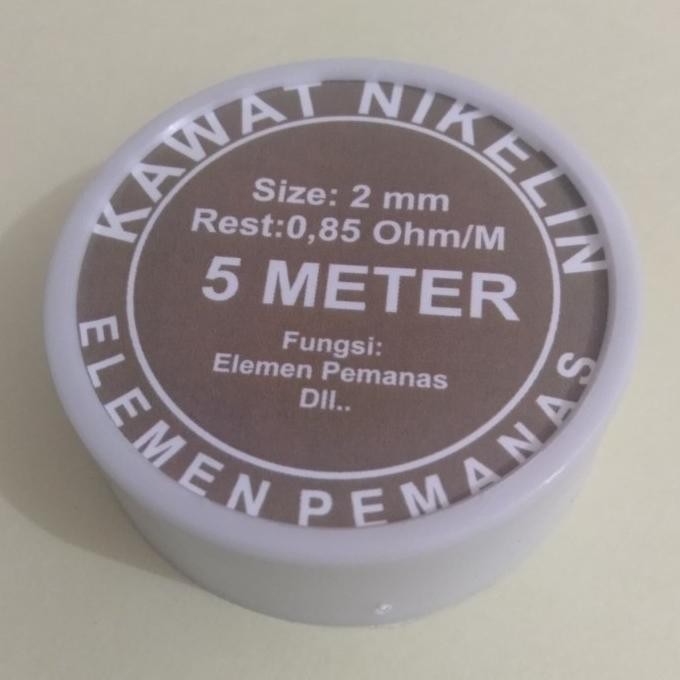 KAWAT NIKELIN
Size: 2 mm
Rest:0,85 Ohm/M
5 METER
Fungsi:
Elemen Pemanas
Dll..
ELEMEN PEMANAS